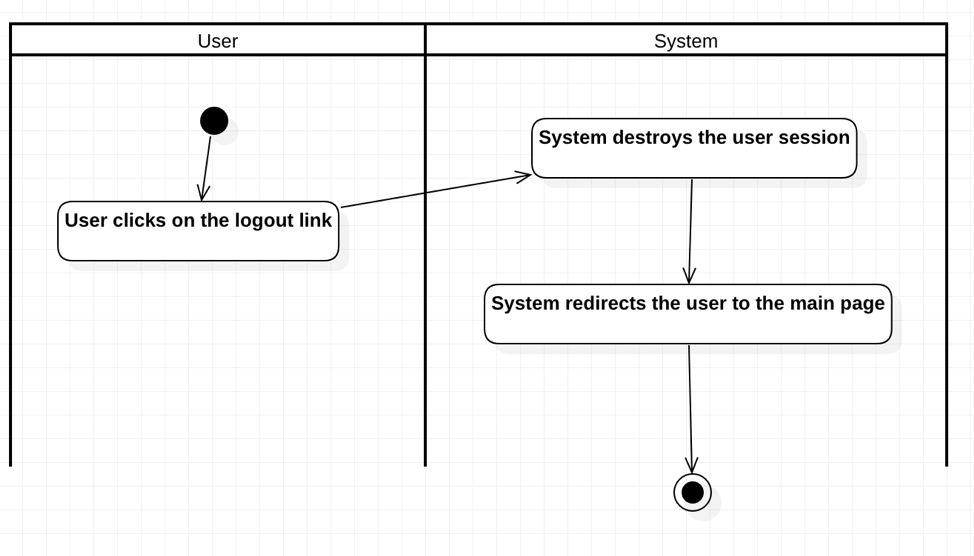 User
System
System destroys the user session
User clicks on the logout link
System redirects the user to the main page